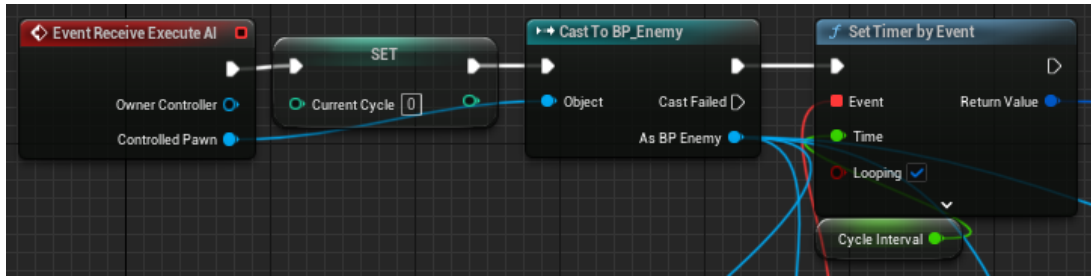 Event Receive Execute AI
Owner Controller
Controlled Pawn
SET
Current Cycle 0
Cast To BP_Enemy
Object
Cast Failed
As BP Enemy
f Set Timer by Event
Event
Return Value
Time
Looping
Cycle Interval